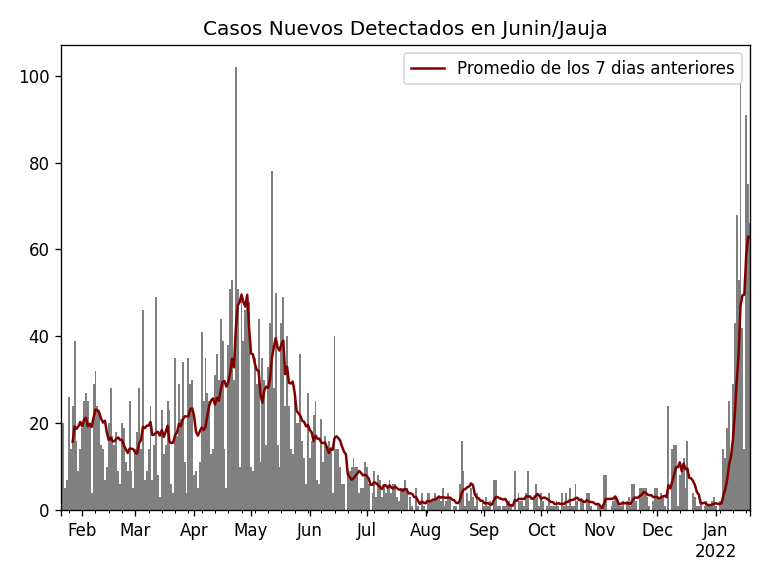 Casos Nuevos Detectados en Junin/Jauja
Promedio de los 7 dias anteriores
100
80
60
40
20
0
Feb Mar Apr May Jun Jul Aug Sep Oct Nov Dec Jan
2022